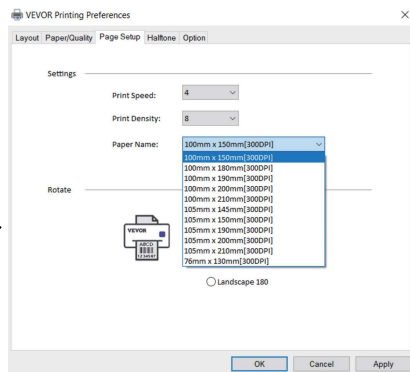 VEVOR Printing Preferences
Layout Paper/Quality Page Setup Halftone Option
Settings
Print Speed: 4
Print Density: 8
Paper Name: 100mm x 150mm[300DPI]
100mm x 150mm[300DPI]
100mm x 180mm[300DPI]
100mm x 190mm[300DPI]
100mm x 200mm[300DPI]
100mm x 210mm[300DPI]
105mm x 145mm[300DPI]
105mm x 150mm[300DPI]
105mm x 190mm[300DPI]
105mm x 200mm[300DPI]
105mm x 210mm[300DPI]
76mm x 130mm[300DPI]
Rotate
VEVOR
ABCD
1234567
Landscape 180
OK Cancel Apply